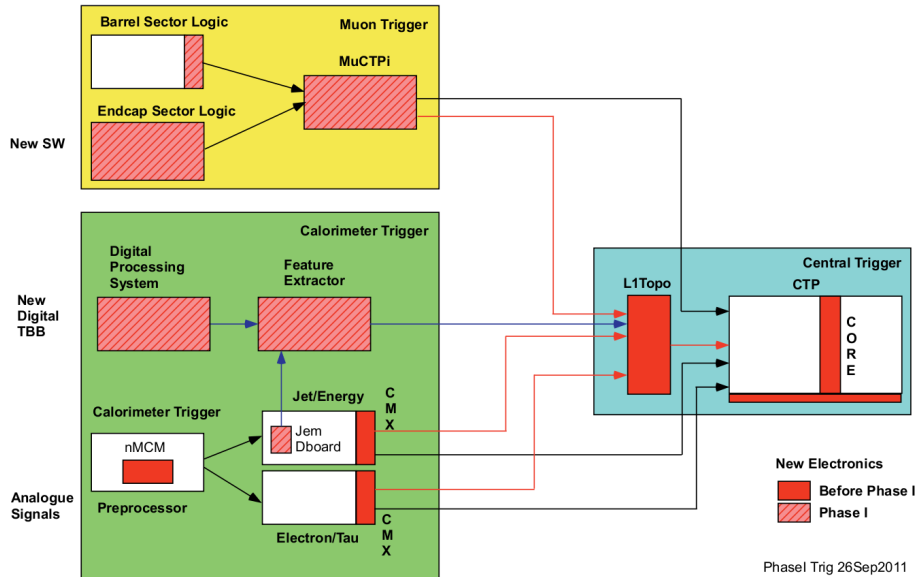 Barrel Sector Logic
Muon Trigger
MuCTPi
Endcap Sector Logic
New SW
Calorimeter Trigger
Digital
Processing
System
Feature
Extractor
New
Digital
TBB
Central Trigger
L1Topo
CTP
C
O
R
E
Jet/Energy
C
M
X
Calorimeter Trigger
nMCM
Jem
Dboard
Preprocessor
Analogue
Signals
Electron/Tau
C
M
X
New Electronics
Before Phase I
Phase I
PhaseI Trig 26Sep2011